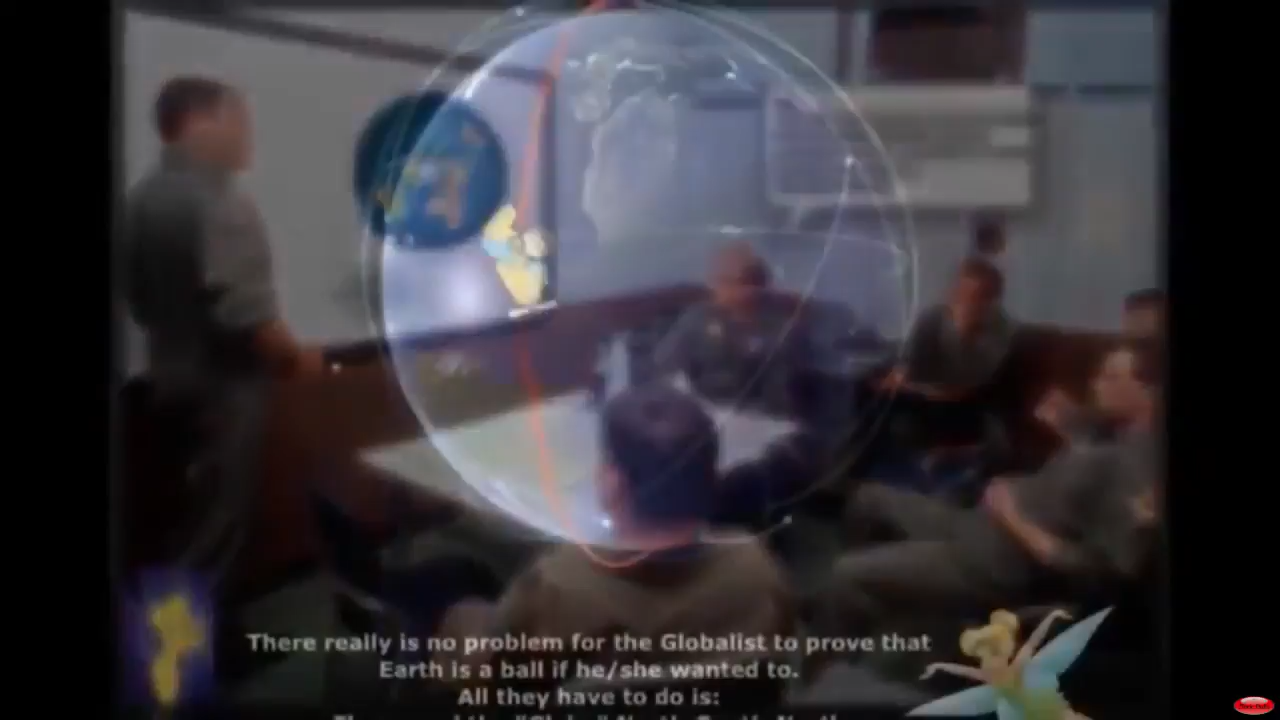 There really is no problem for the Globalist to prove that
Earth is a ball if he/she wanted to.
All they have to do is: